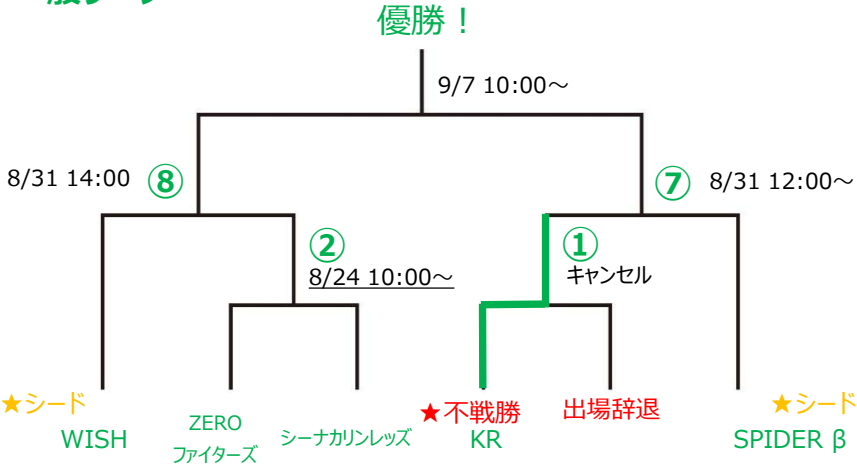 優勝！
9/7 10:00～
8/31 14:00
⑧
⑦
8/31 12:00～
②
8/24 10:00～
①
キャンセル
★シード
WISH
ZERO
ファイターズ
シーナカリンレッズ
★不戦勝
KR
出場辞退
★シード
SPIDER β